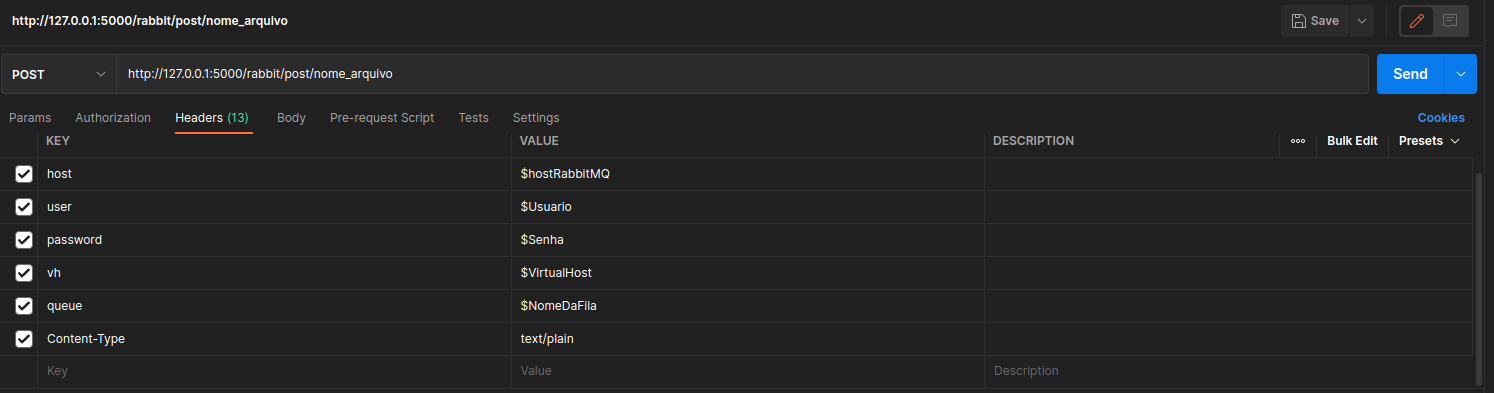 http://127.0.0.1:5000/rabbit/post/nome_arquivo Save
POST http://127.0.0.1:5000/rabbit/post/nome_arquivo Send
Params Authorization Headers (13) Body Pre-request Script Tests Settings Cookies
KEY VALUE DESCRIPTION ooo Bulk Edit Presets
host $hostRabbitMQ
user $Usuario
password $Senha
vh $VirtualHost
queue $NomeDaFila
Content-Type text/plain
Key Value Description